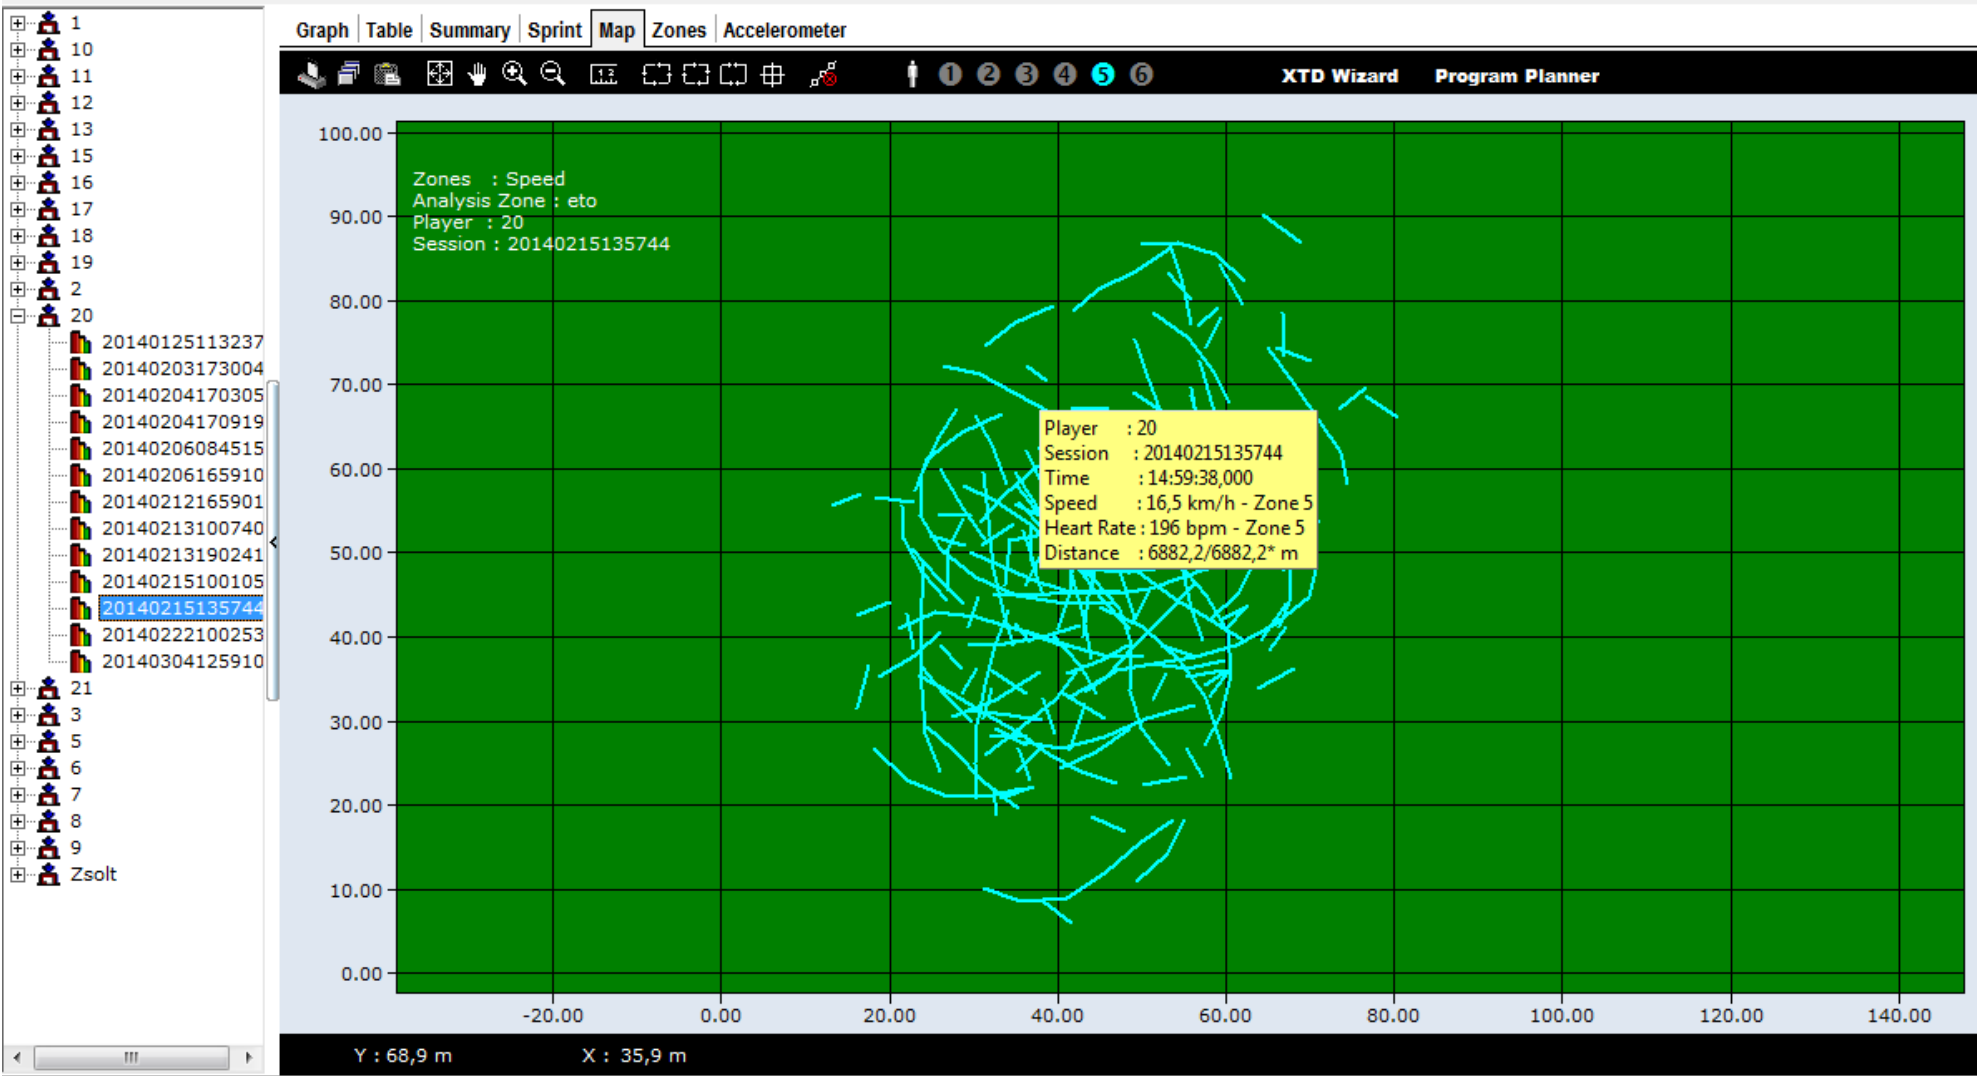 1
10
11
12
13
15
16
17
18
19
2
20
20140125113237
20140203173004
20140204170305
20140204170919
20140206084515
20140206165910
20140212165901
20140213100740
20140213190241
20140215100105
20140215135744
20140222100253
20140304125910
21
3
5
6
7
8
9
Zsolt
Graph Table Summary Sprint Map Zones Accelerometer
1.2 1 2 3 4 5 6 XTD Wizard Program Planner
100.00
90.00
80.00
70.00
60.00
50.00
40.00
30.00
20.00
10.00
0.00
Zones : Speed
Analysis Zone : eto
Player : 20
Session : 20140215135744
Player : 20
Session : 20140215135744
Time : 14:59:38,000
Speed : 16,5 km/h - Zone 5
Heart Rate : 196 bpm - Zone 5
Distance : 6882,2/6882,2* m
-20.00 0.00 20.00 40.00 60.00 80.00 100.00 120.00 140.00
Y : 68,9 m X : 35,9 m